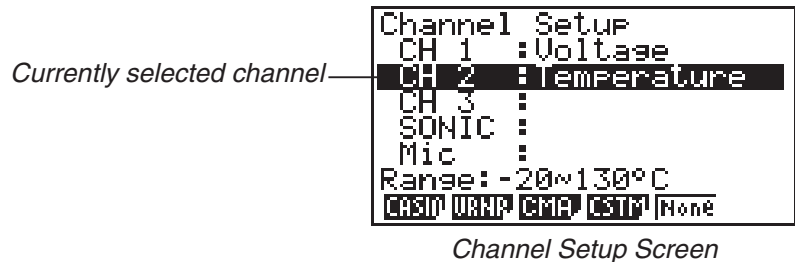 Channel Setup
CH 1 :Voltage
Currently selected channel
CH 2 :Temperature
CH 3 :
SONIC :
Mic :
Range:-20~130°C
CASIO VRNR CMA CSTM None
Channel Setup Screen